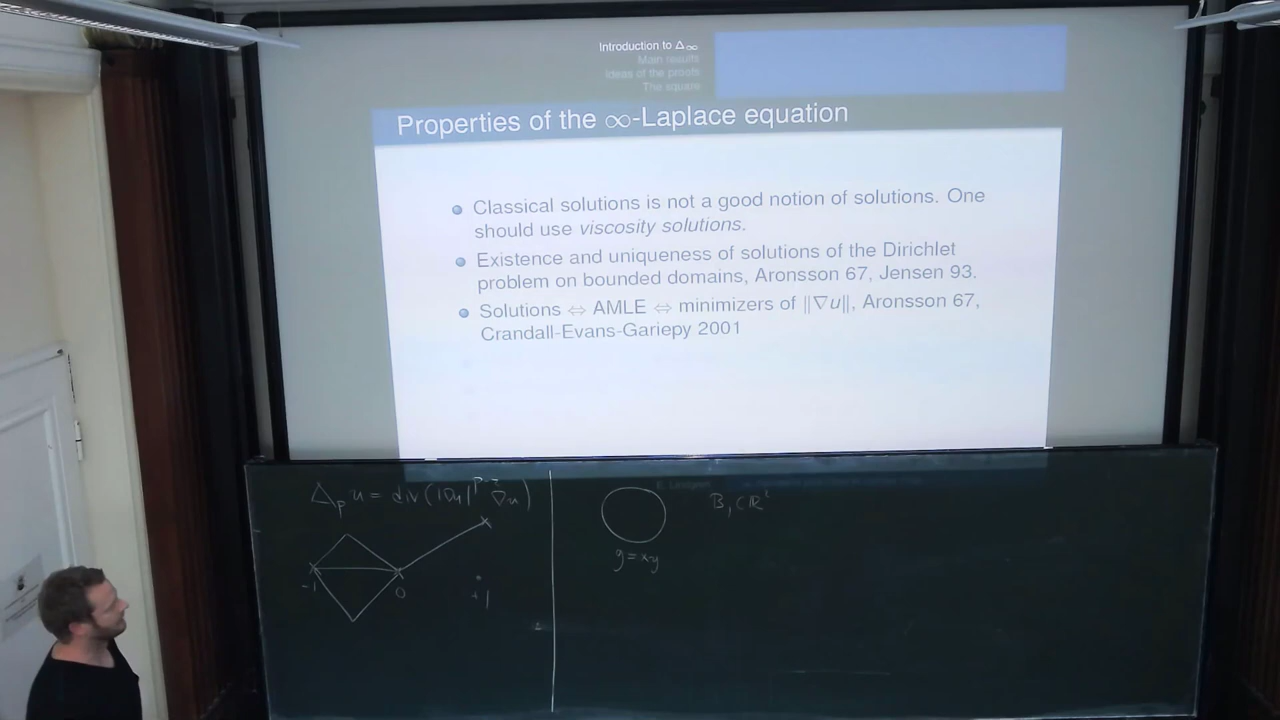 Introduction to Δ∞
Main results
Ideas of the proofs
The square
Properties of the ∞-Laplace equation
Classical solutions is not a good notion of solutions. One
should use viscosity solutions.
Existence and uniqueness of solutions of the Dirichlet
problem on bounded domains, Aronsson 67, Jensen 93.
Solutions ⇔ AMLE ⇔ minimizers of ‖∇u‖, Aronsson 67,
Crandall-Evans-Gariepy 2001
Δₚu = div(|∇u|ᵖ⁻²∇u)
B₁⊂ℝ²
g=xy
-1
0
+1